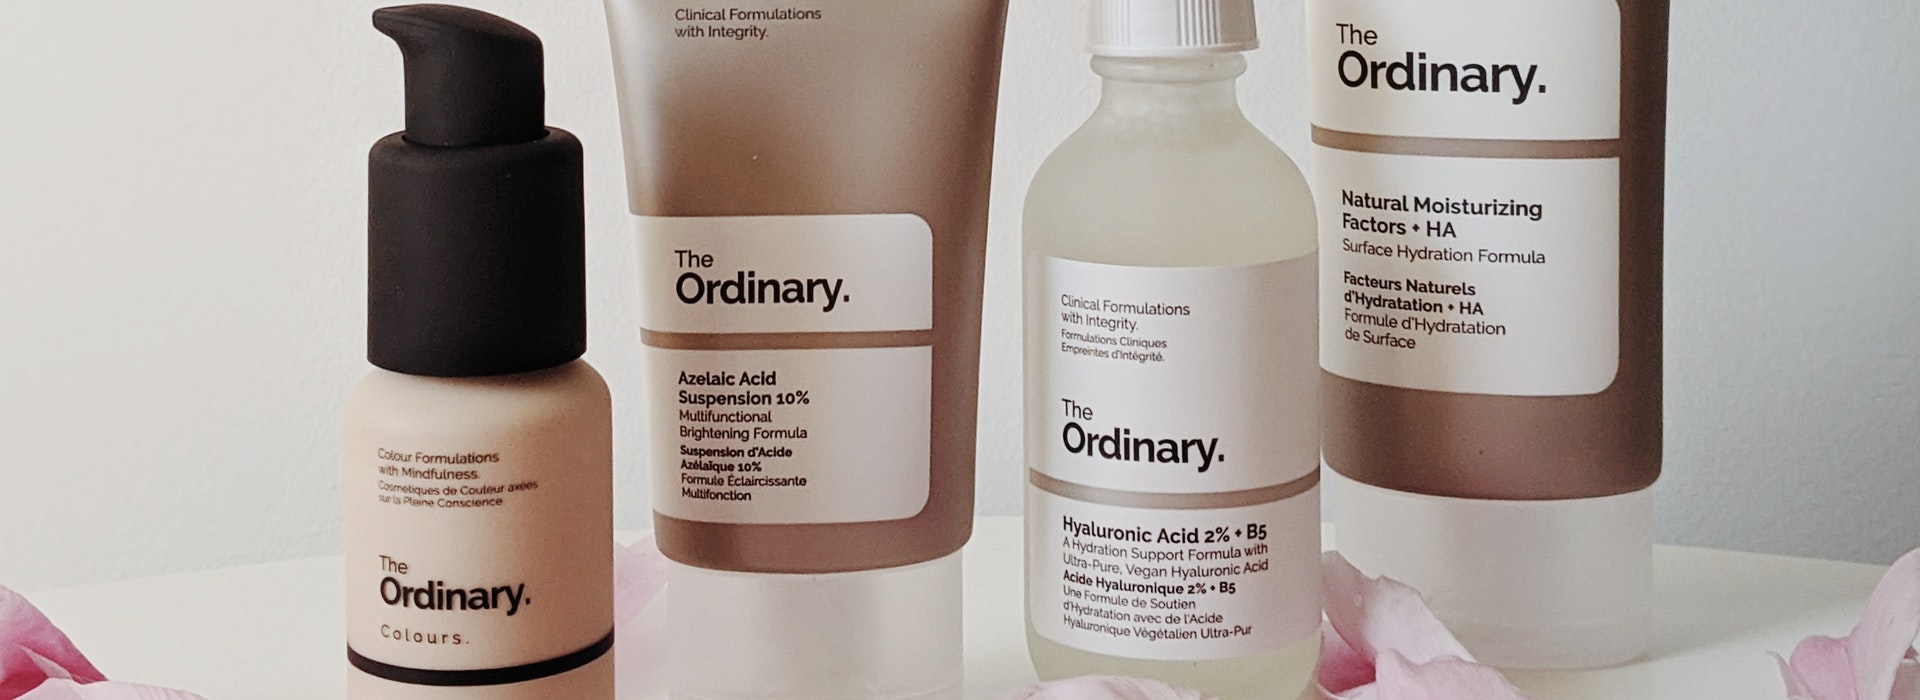 Colour Formulations
with Mindfulness.
Cosmetiques de Couleur axées
sur la Pleine Conscience.
The
Ordinary.
Colours.
Clinical Formulations
with Integrity.
The
Ordinary.
Azelaic Acid
Suspension 10%
Multifunctional
Brightening Formula
Suspension d'Acide
Azélaïque 10%
Formule Éclaircissante
Multifonction
Clinical Formulations
with Integrity.
Formulations Cliniques
Empreintes d'Intégrité.
The
Ordinary.
Hyaluronic Acid 2% + B5
A Hydration Support Formula with
Ultra-Pure, Vegan Hyaluronic Acid
Acide Hyaluronique 2% + B5
Une Formule de Soutien
d'Hydratation avec de l'Acide
Hyaluronique Végétalien Ultra-Pur
The
Ordinary.
Natural Moisturizing
Factors + HA
Surface Hydration Formula
Facteurs Naturels
d'Hydratation + HA
Formule d'Hydratation
de Surface